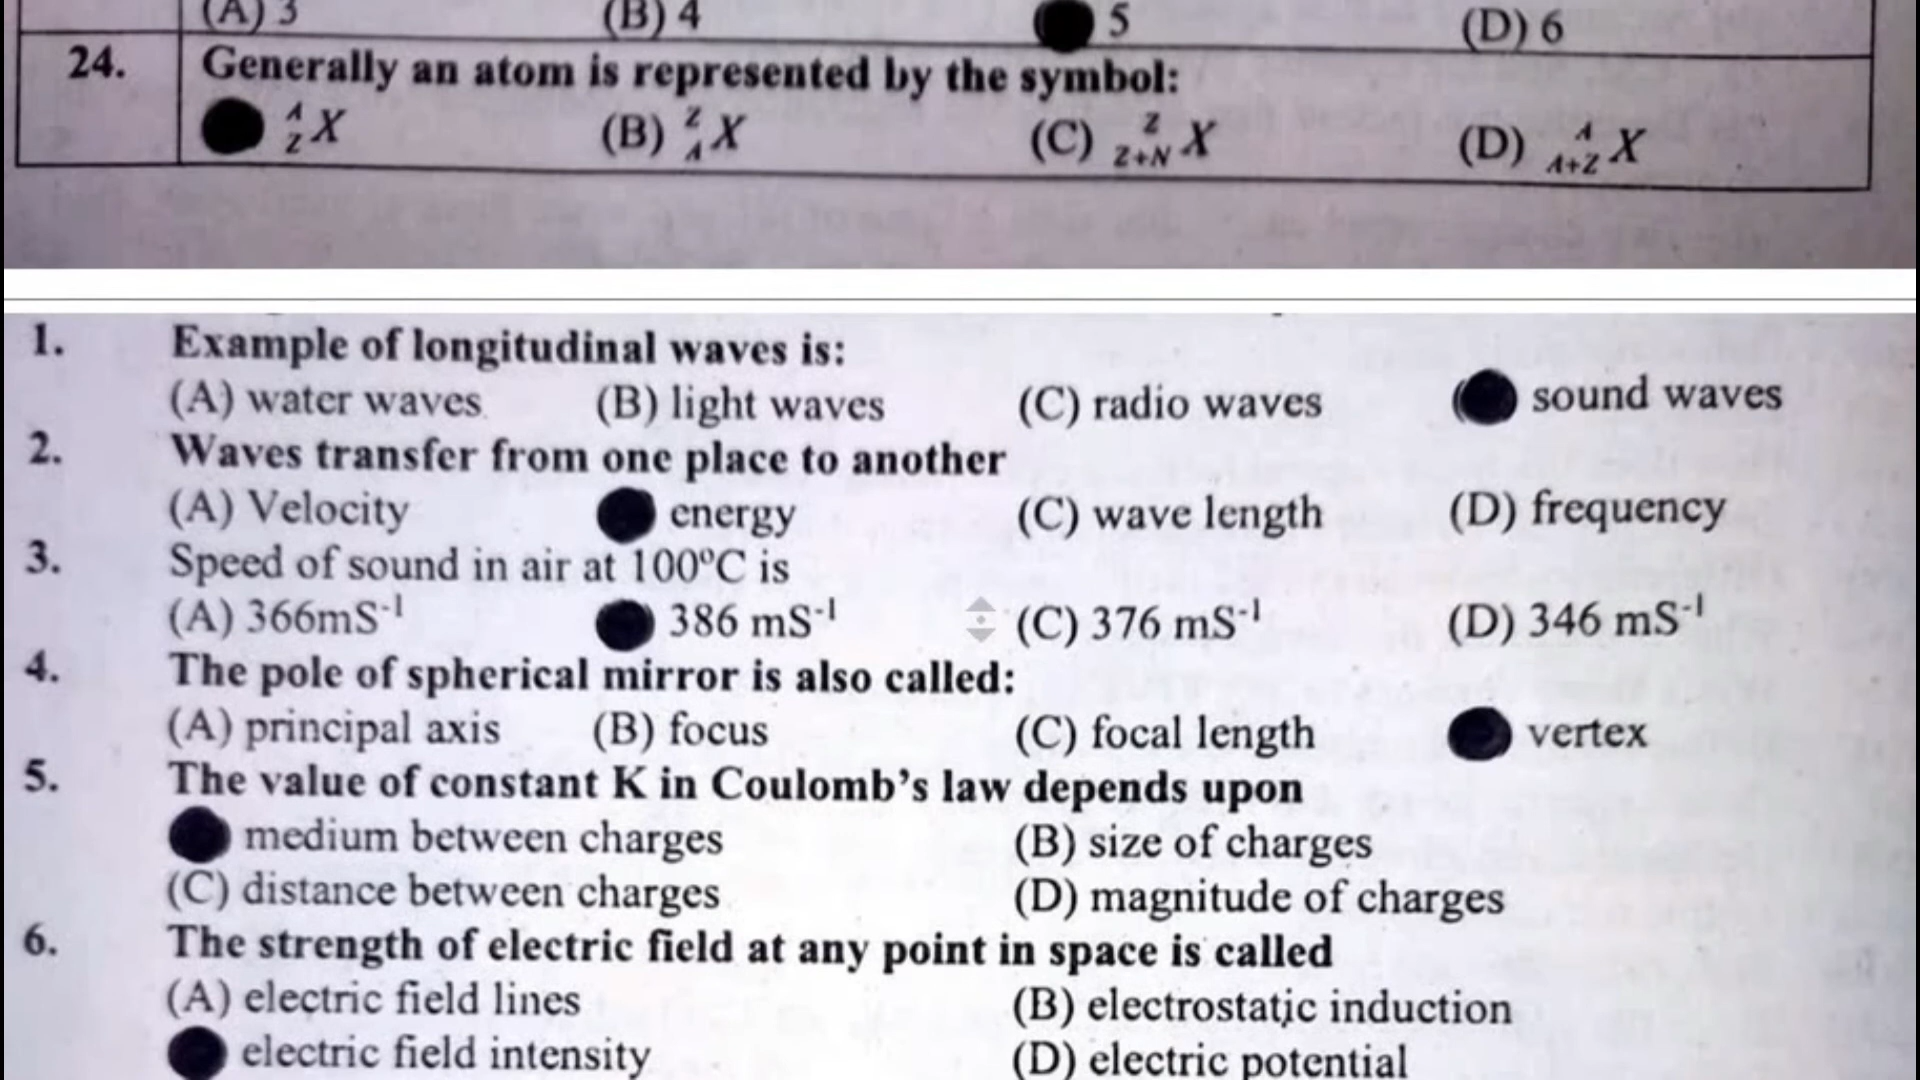 (A) 3 (B) 4 5 (D) 6
24. Generally an atom is represented by the symbol:
A Z X (B) Z A X (C) Z Z+N X (D) A A+Z X
1. Example of longitudinal waves is:
(A) water waves (B) light waves (C) radio waves sound waves
2. Waves transfer from one place to another
(A) Velocity energy (C) wave length (D) frequency
3. Speed of sound in air at 100ºC is
(A) 366mS⁻¹ 386 mS⁻¹ (C) 376 mS⁻¹ (D) 346 mS⁻¹
4. The pole of spherical mirror is also called:
(A) principal axis (B) focus (C) focal length vertex
5. The value of constant K in Coulomb’s law depends upon
medium between charges (B) size of charges
(C) distance between charges (D) magnitude of charges
6. The strength of electric field at any point in space is called
(A) electric field lines (B) electrostatic induction
electric field intensity (D) electric potential